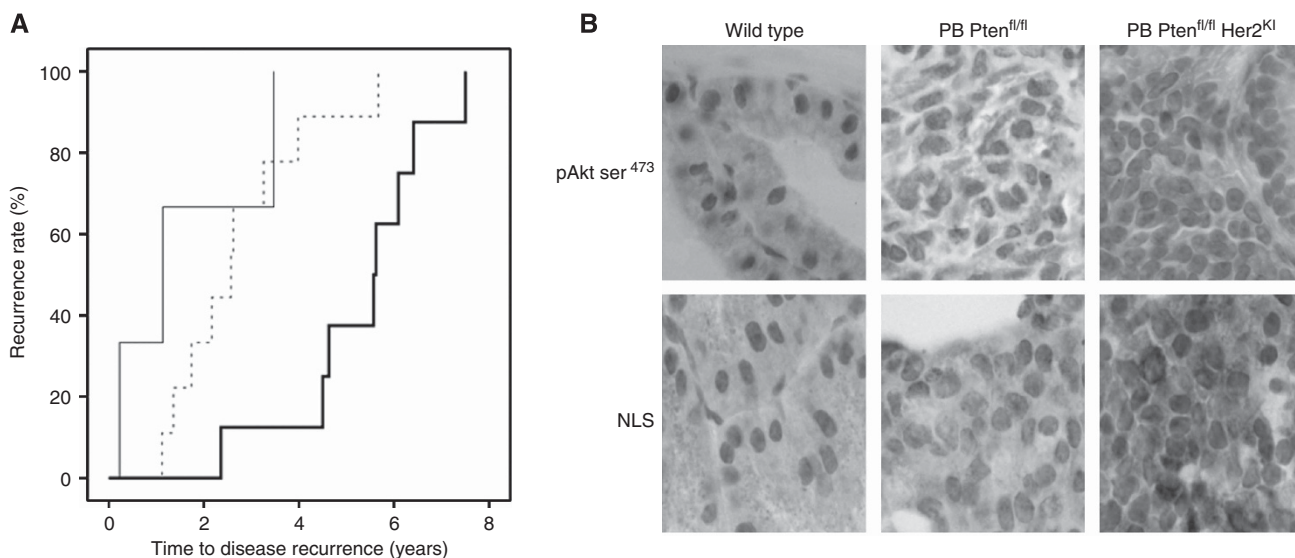 A
Recurrence rate (%)
100
80
60
40
20
0
0 2 4 6 8
Time to disease recurrence (years)
B
Wild type PB Pten^fl/fl PB Pten^fl/fl Her2^KI
pAkt ser^473
NLS